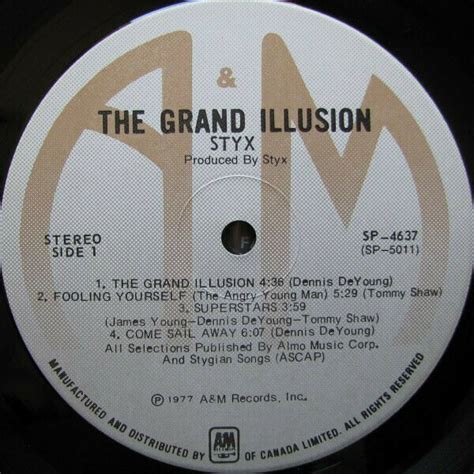 &
THE GRAND ILLUSION
STYX
Produced By Styx
STEREO
SIDE 1
SP-4637
(SP-5011)
1. THE GRAND ILLUSION 4:36 (Dennis DeYoung)
2. FOOLING YOURSELF (The Angry Young Man) 5:29 (Tommy Shaw)
3. SUPERSTARS 3:59
(James Young-Dennis DeYoung-Tommy Shaw)
4. COME SAIL AWAY 6:07 (Dennis DeYoung)
All Selections Published By Almo Music Corp.
And Stygian Songs (ASCAP)
℗ © 1977 A&M Records, Inc.
MANUFACTURED AND DISTRIBUTED BY A&M RECORDS OF CANADA LIMITED. ALL RIGHTS RESERVED